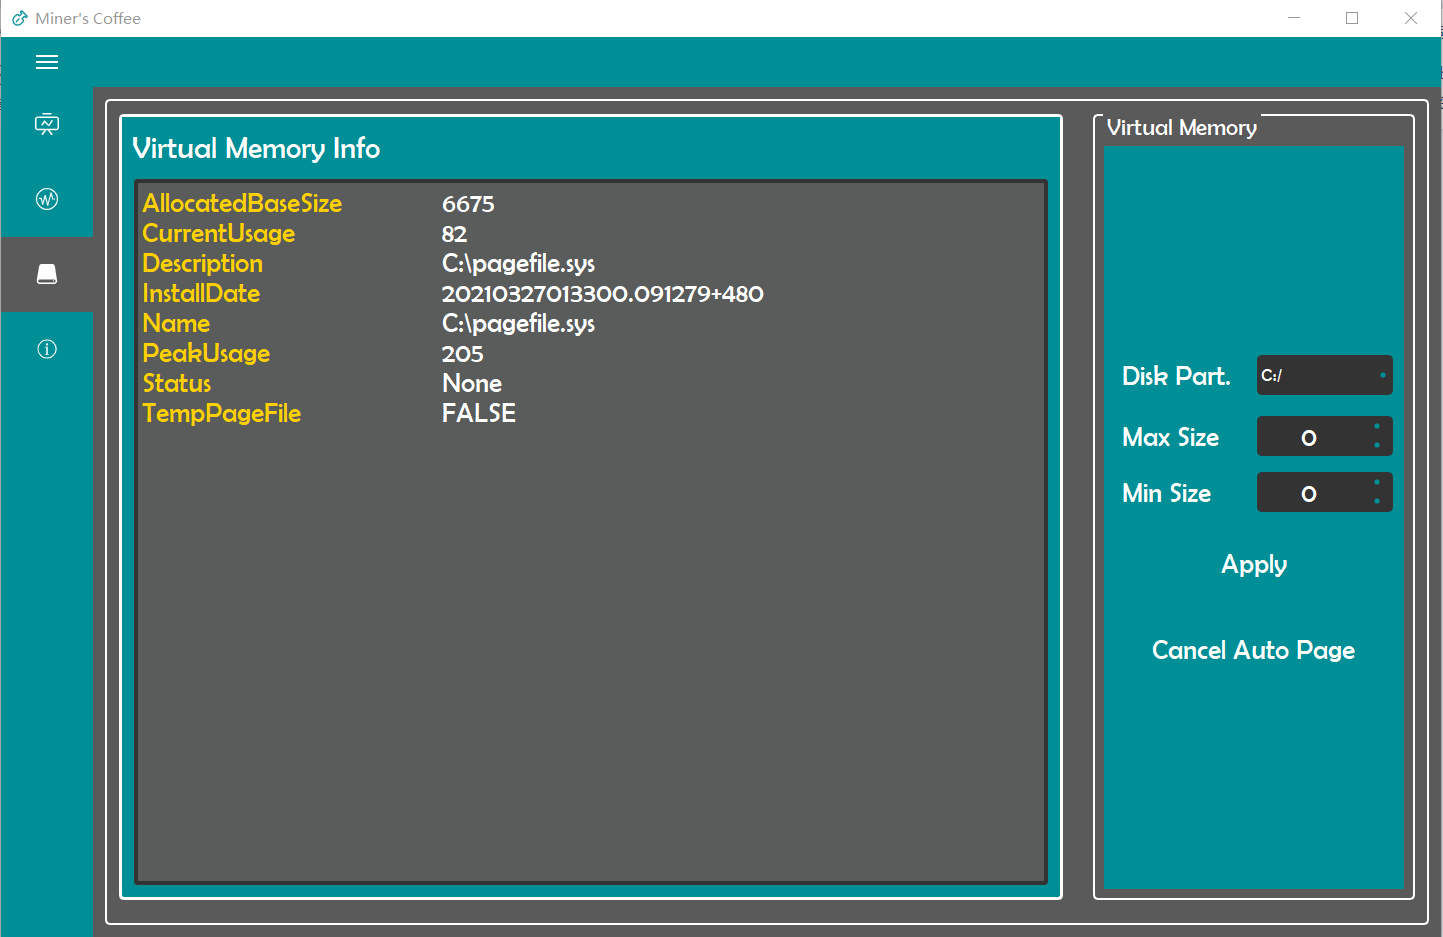 Miner's Coffee
Virtual Memory Info
AllocatedBaseSize 6675
CurrentUsage 82
Description C:\pagefile.sys
InstallDate 20210327013300.091279+480
Name C:\pagefile.sys
PeakUsage 205
Status None
TempPageFile FALSE
Virtual Memory
Disk Part. C:/
Max Size 0
Min Size 0
Apply
Cancel Auto Page